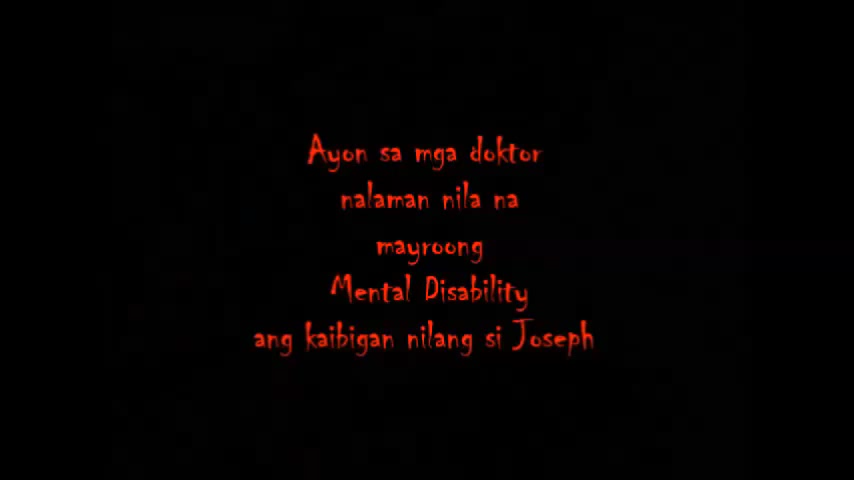 Ayon sa mga doktor
nalaman nila na
mayroong
Mental Disability
ang kaibigan nilang si Joseph